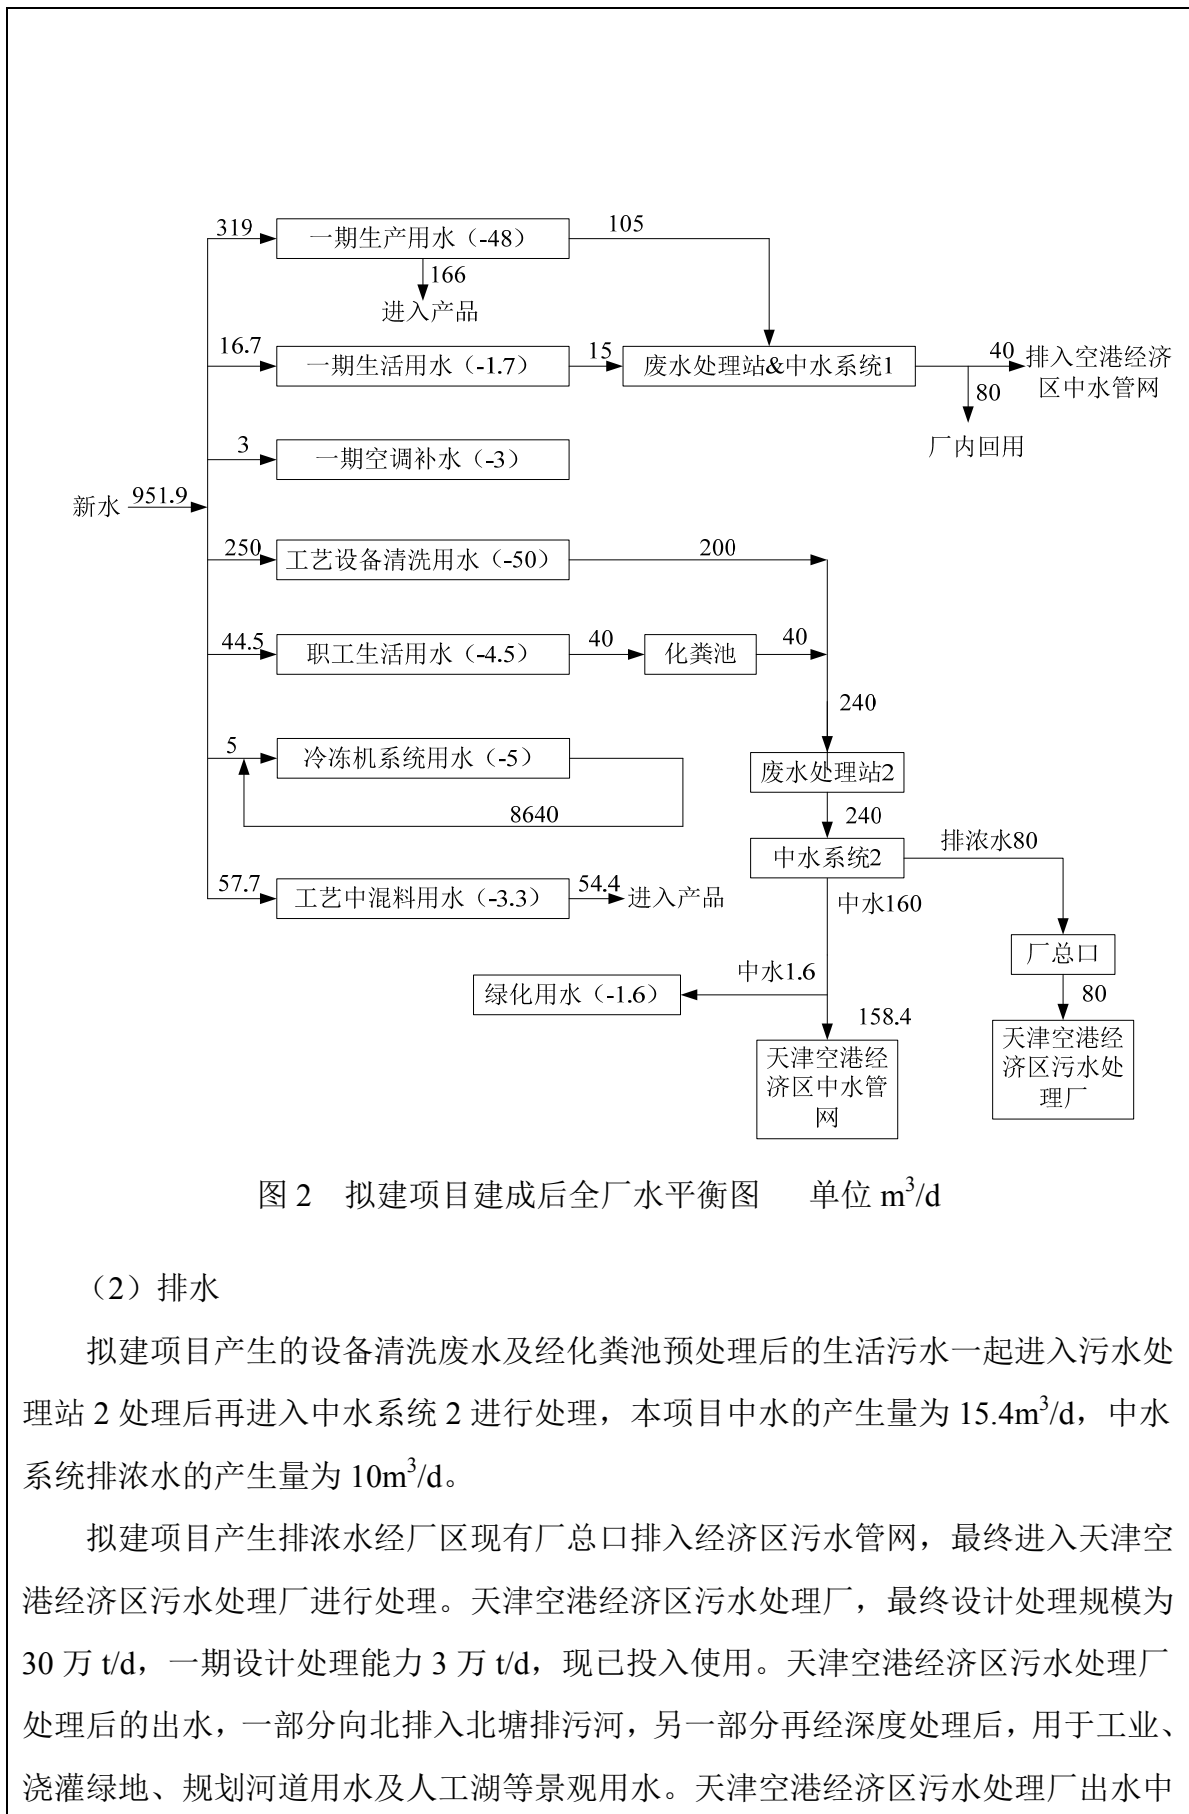 319
一期生产用水（-48）
105
166
进入产品
16.7
一期生活用水（-1.7）
15
废水处理站&中水系统1
40
排入空港经济
区中水管网
80
厂内回用
3
一期空调补水（-3）
新水
951.9
250
工艺设备清洗用水（-50）
200
44.5
职工生活用水（-4.5）
40
化粪池
40
240
5
冷冻机系统用水（-5）
8640
废水处理站2
240
中水系统2
排浓水80
57.7
工艺中混料用水（-3.3）
54.4
进入产品
中水160
厂总口
中水1.6
绿化用水（-1.6）
80
158.4
天津空港经
济区中水管
网
天津空港经
济区污水处
理厂
图 2 拟建项目建成后全厂水平衡图 单位 m³/d
（2）排水
拟建项目产生的设备清洗废水及经化粪池预处理后的生活污水一起进入污水处
理站 2 处理后再进入中水系统 2 进行处理，本项目中水的产生量为 15.4m³/d，中水
系统排浓水的产生量为 10m³/d。
拟建项目产生排浓水经厂区现有厂总口排入经济区污水管网，最终进入天津空
港经济区污水处理厂进行处理。天津空港经济区污水处理厂，最终设计处理规模为
30 万 t/d，一期设计处理能力 3 万 t/d，现已投入使用。天津空港经济区污水处理厂
处理后的出水，一部分向北排入北塘排污河，另一部分再经深度处理后，用于工业、
浇灌绿地、规划河道用水及人工湖等景观用水。天津空港经济区污水处理厂出水中